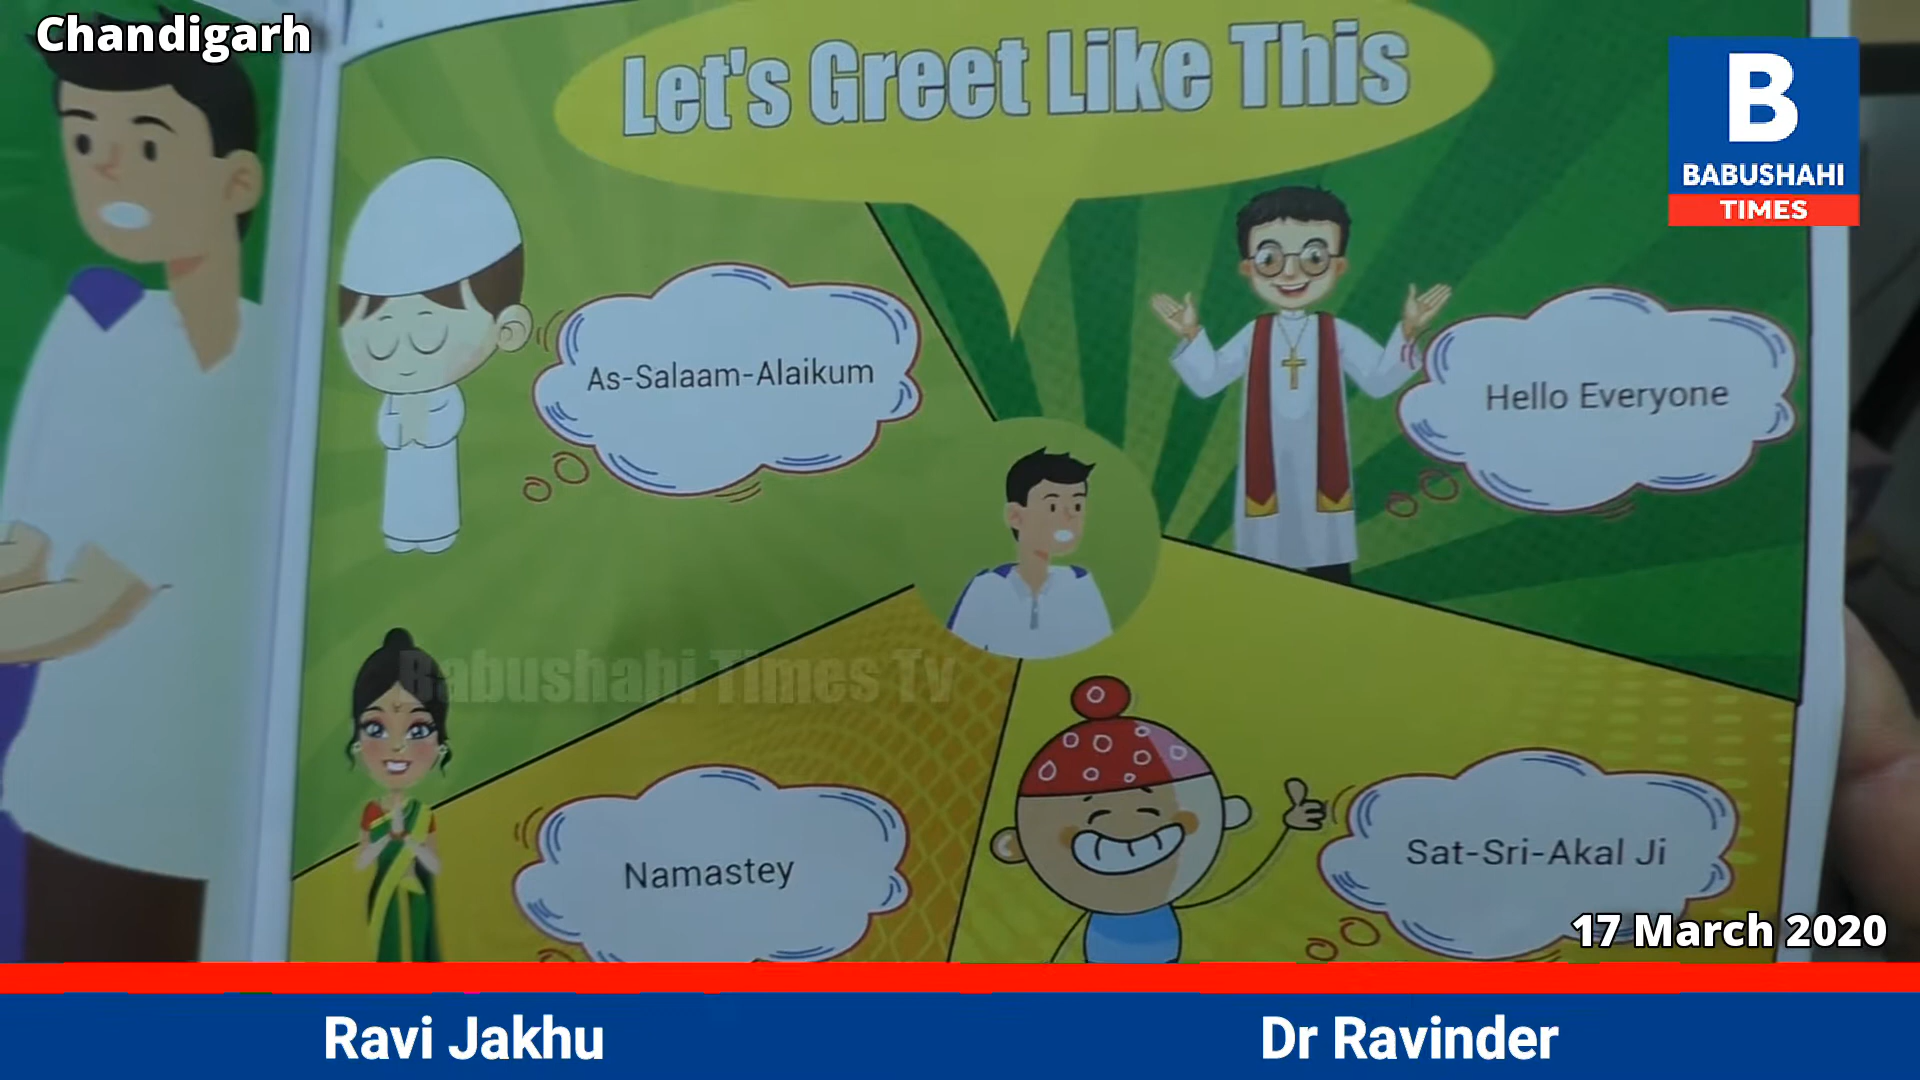 Chandigarh
Let's Greet Like This
B
BABUSHAHI
TIMES
As-Salaam-Alaikum
Hello Everyone
Babushahi Times Tv
Namastey
Sat-Sri-Akal Ji
17 March 2020
Ravi Jakhu
Dr Ravinder